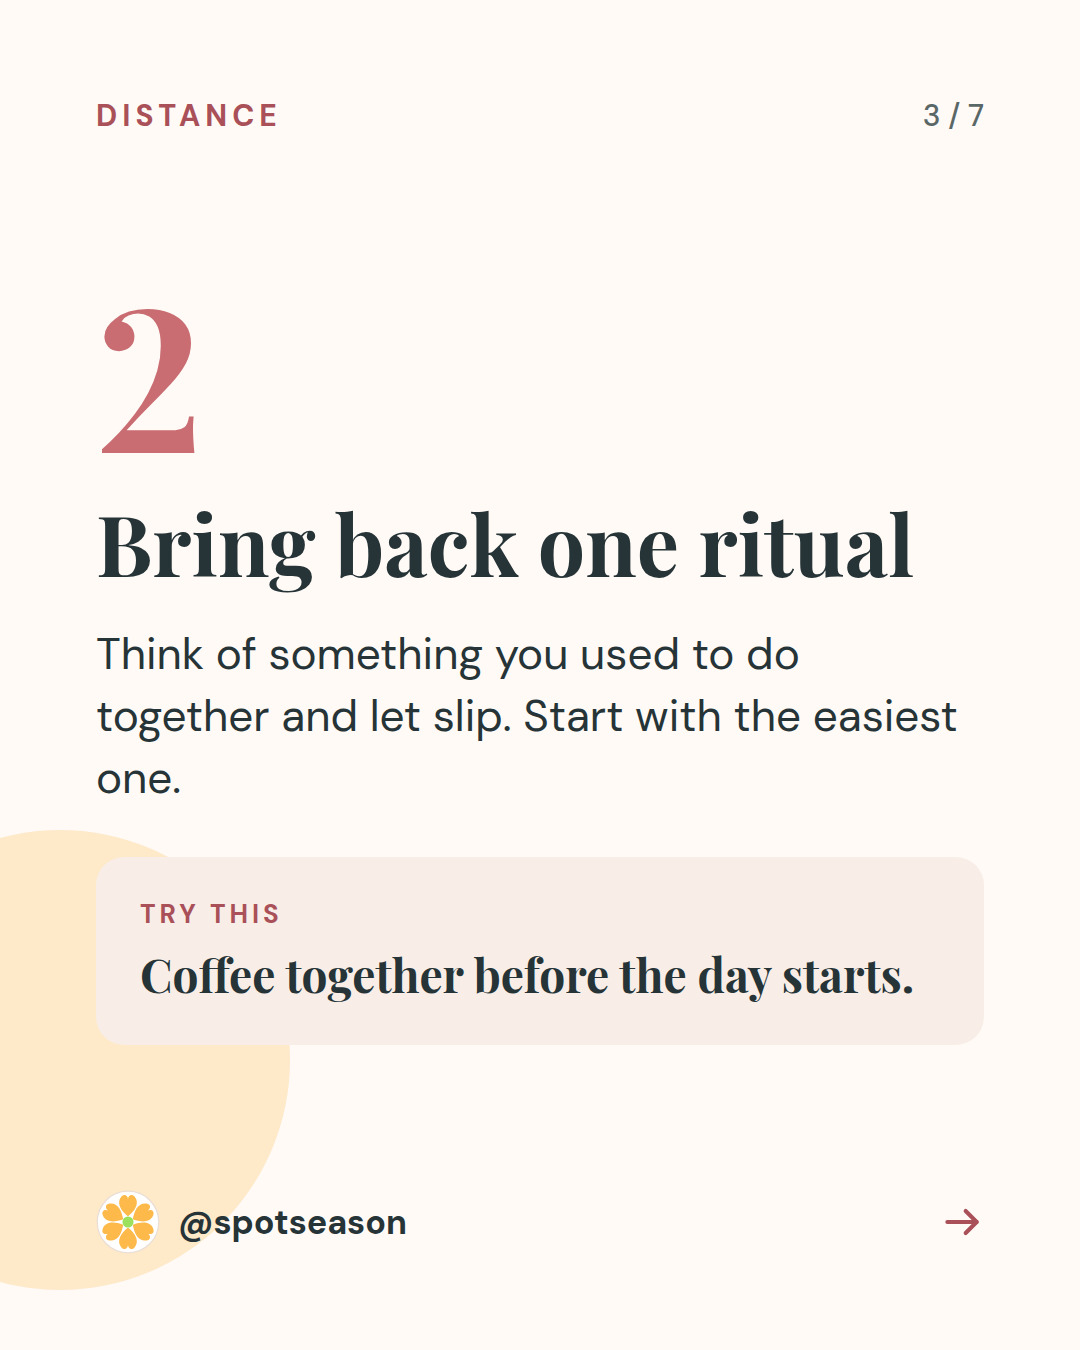 DISTANCE
3 / 7
2
Bring back one ritual
Think of something you used to do
together and let slip. Start with the easiest
one.
TRY THIS
Coffee together before the day starts.
@spotseason